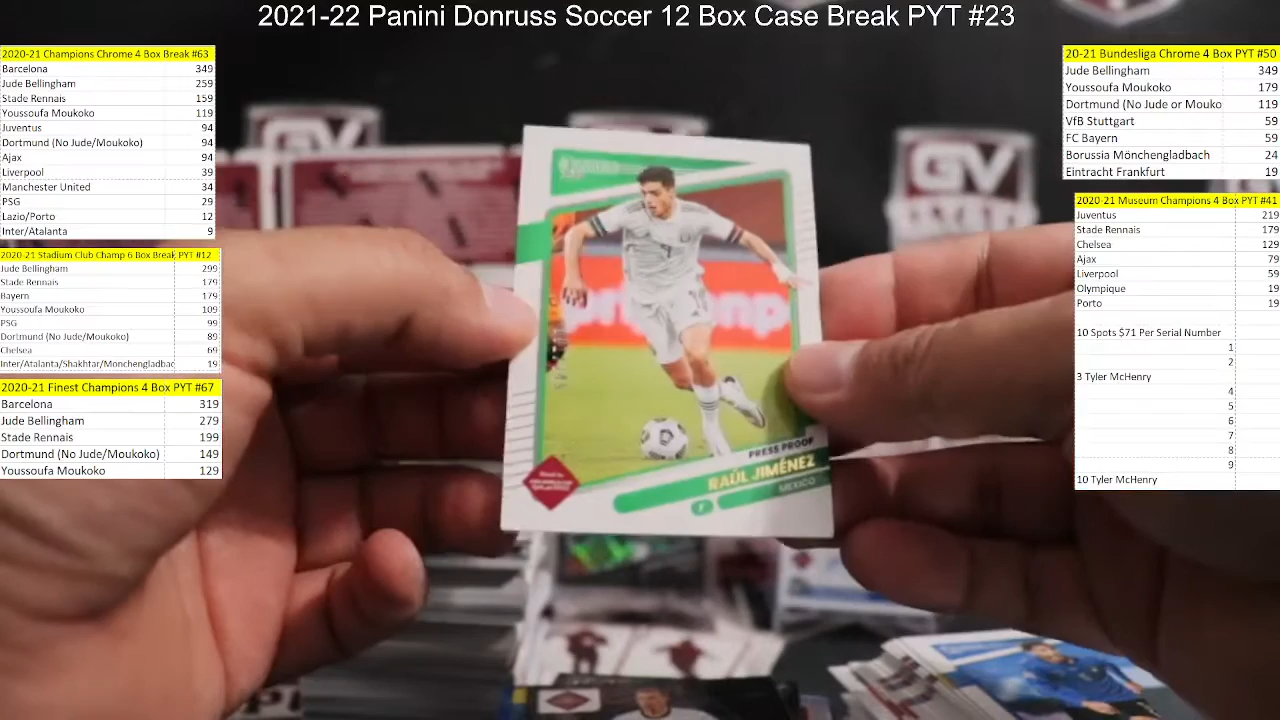 2021-22 Panini Donruss Soccer 12 Box Case Break PYT #23
2020-21 Champions Chrome 4 Box Break #63
Barcelona 349
Jude Bellingham 259
Stade Rennais 159
Youssoufa Moukoko 119
Juventus 94
Dortmund (No Jude/Moukoko) 94
Ajax 94
Liverpool 39
Manchester United 34
PSG 29
Lazio/Porto 12
Inter/Atalanta 9
2020-21 Stadium Club Champ 6 Box Break PYT #12
Jude Bellingham 299
Stade Rennais 179
Bayern 179
Youssoufa Moukoko 109
PSG 99
Dortmund (No Jude/Moukoko) 89
Chelsea 69
Inter/Atalanta/Shakhtar/Monchengladbac 19
2020-21 Finest Champions 4 Box PYT #67
Barcelona 319
Jude Bellingham 279
Stade Rennais 199
Dortmond (No Jude/Moukoko) 149
Youssoufa Moukoko 129
GV
PRESS PROOF
RAÚL JIMÉNEZ
MEXICO
F
GV
20-21 Bundesliga Chrome 4 Box PYT #50
Jude Bellingham 349
Youssoufa Moukoko 179
Dortmund (No Jude or Mouko 119
VfB Stuttgart 59
FC Bayern 59
Borussia Mönchengladbach 24
Eintracht Frankfurt 19
2020-21 Museum Champions 4 Box PYT #41
Juventus 219
Stade Rennais 179
Chelsea 129
Ajax 79
Liverpool 59
Olympique 19
Porto 19
10 Spots $71 Per Serial Number
1
2
3 Tyler McHenry
4
5
6
7
8
9
10 Tyler McHenry